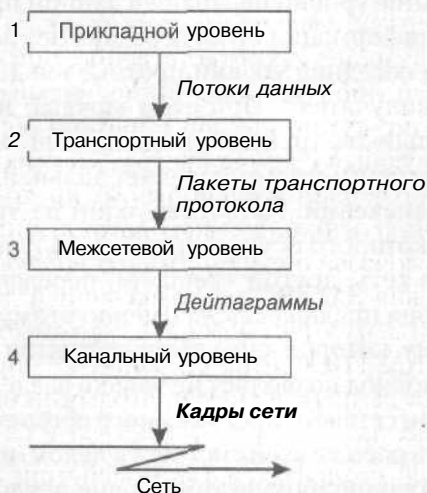 1 Прикладной уровень
Потоки данных
2 Транспортный уровень
Пакеты транспортного
протокола
3 Межсетевой уровень
Дейтаграммы
4 Канальный уровень
Кадры сети
Сеть